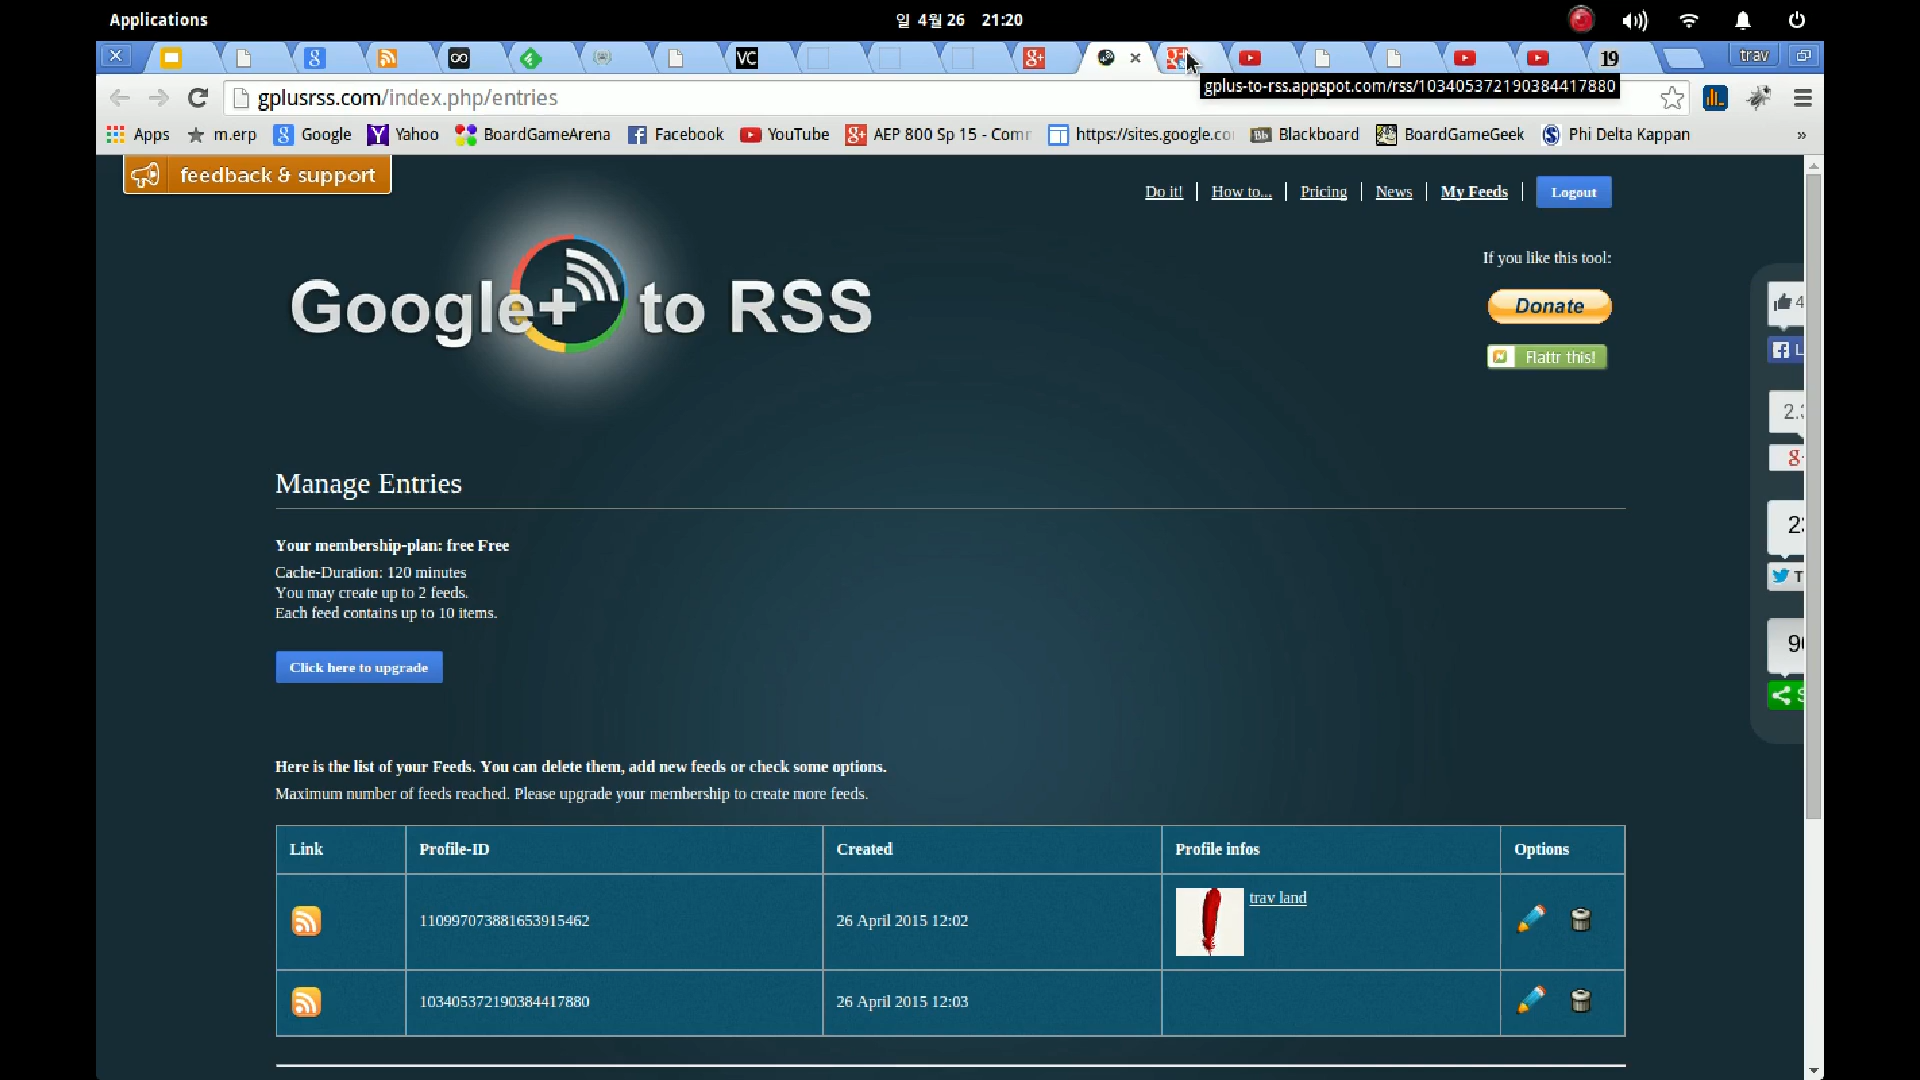 Applications
일 4월 26 21:20
VC
19
trav
gplusrss.com/index.php/entries
gplus-to-rss.appspot.com/rss/103405372190384417880
Apps m.erp Google Yahoo BoardGameArena Facebook YouTube AEP 800 Sp 15 - Comm https://sites.google.co Blackboard BoardGameGeek Phi Delta Kappan »
feedback & support
Do it! How to... Pricing News My Feeds Logout
Google+ to RSS
If you like this tool:
Donate
Flattr this!
Manage Entries
Your membership-plan: free Free
Cache-Duration: 120 minutes
You may create up to 2 feeds.
Each feed contains up to 10 items.
Click here to upgrade
Here is the list of your Feeds. You can delete them, add new feeds or check some options.
Maximum number of feeds reached. Please upgrade your membership to create more feeds.
Link Profile-ID Created Profile infos Options
110997073881653915462 26 April 2015 12:02 trav land
103405372190384417880 26 April 2015 12:03